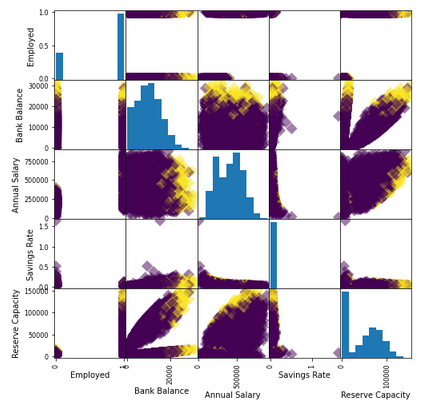 1.0
0.5
0.0
Employed
30000
20000
10000
0
Bank Balance
750000
500000
250000
0
Annual Salary
1.5
1.0
0.5
0.0
Savings Rate
150000
100000
50000
0
Reserve Capacity
0
1
0
20000
0
500000
0
1
0
100000
Employed
Bank Balance
Annual Salary
Savings Rate
Reserve Capacity